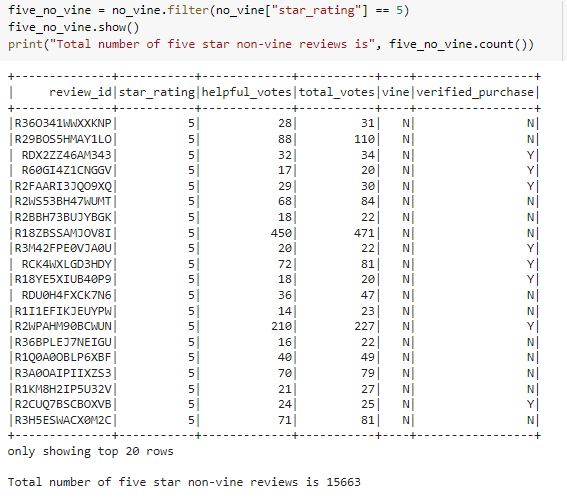 five_no_vine = no_vine.filter(no_vine["star_rating"] == 5)
five_no_vine.show()
print("Total number of five star non-vine reviews is", five_no_vine.count())
+--------------+-----------+-------------+-----------+----+-----------------+
|     review_id|star_rating|helpful_votes|total_votes|vine|verified_purchase|
+--------------+-----------+-------------+-----------+----+-----------------+
|R36O341WWXXKNP|          5|           28|         31|   N|                N|
|R29BOS5HMAY1LO|          5|           88|        110|   N|                N|
| RDX2ZZ46AM343|          5|           32|         34|   N|                Y|
| R60GI4Z1CNGGV|          5|           17|         20|   N|                Y|
|R2FAARI3JQO9XQ|          5|           29|         30|   N|                Y|
|R2WS53BH47WUMT|          5|           68|         84|   N|                N|
|R2BBH73BUJYBGK|          5|           18|         22|   N|                N|
|R18ZBSSAMJOV8I|          5|          450|        471|   N|                N|
|R3M42FPE0VJA0U|          5|           20|         22|   N|                Y|
| RCK4WXLGD3HDY|          5|           72|         81|   N|                Y|
|R18YE5XIUB40P9|          5|           18|         20|   N|                Y|
| RDU0H4FXCK7N6|          5|           36|         47|   N|                N|
|R1I1EFIKJEUYPW|          5|           14|         23|   N|                N|
|R2WPAHM90BCWUN|          5|          210|        227|   N|                Y|
|R36BPLEJ7NEIGU|          5|           16|         22|   N|                N|
|R1Q0A0OBLP6XBF|          5|           40|         49|   N|                N|
|R3A0OAIPIIXZS3|          5|           70|         79|   N|                N|
|R1KM8H2IP5U32V|          5|           21|         27|   N|                N|
|R2CUQ7BSCBOXVB|          5|           24|         25|   N|                Y|
|R3H5ESWACX0M2C|          5|           71|         81|   N|                N|
+--------------+-----------+-------------+-----------+----+-----------------+
only showing top 20 rows
Total number of five star non-vine reviews is 15663